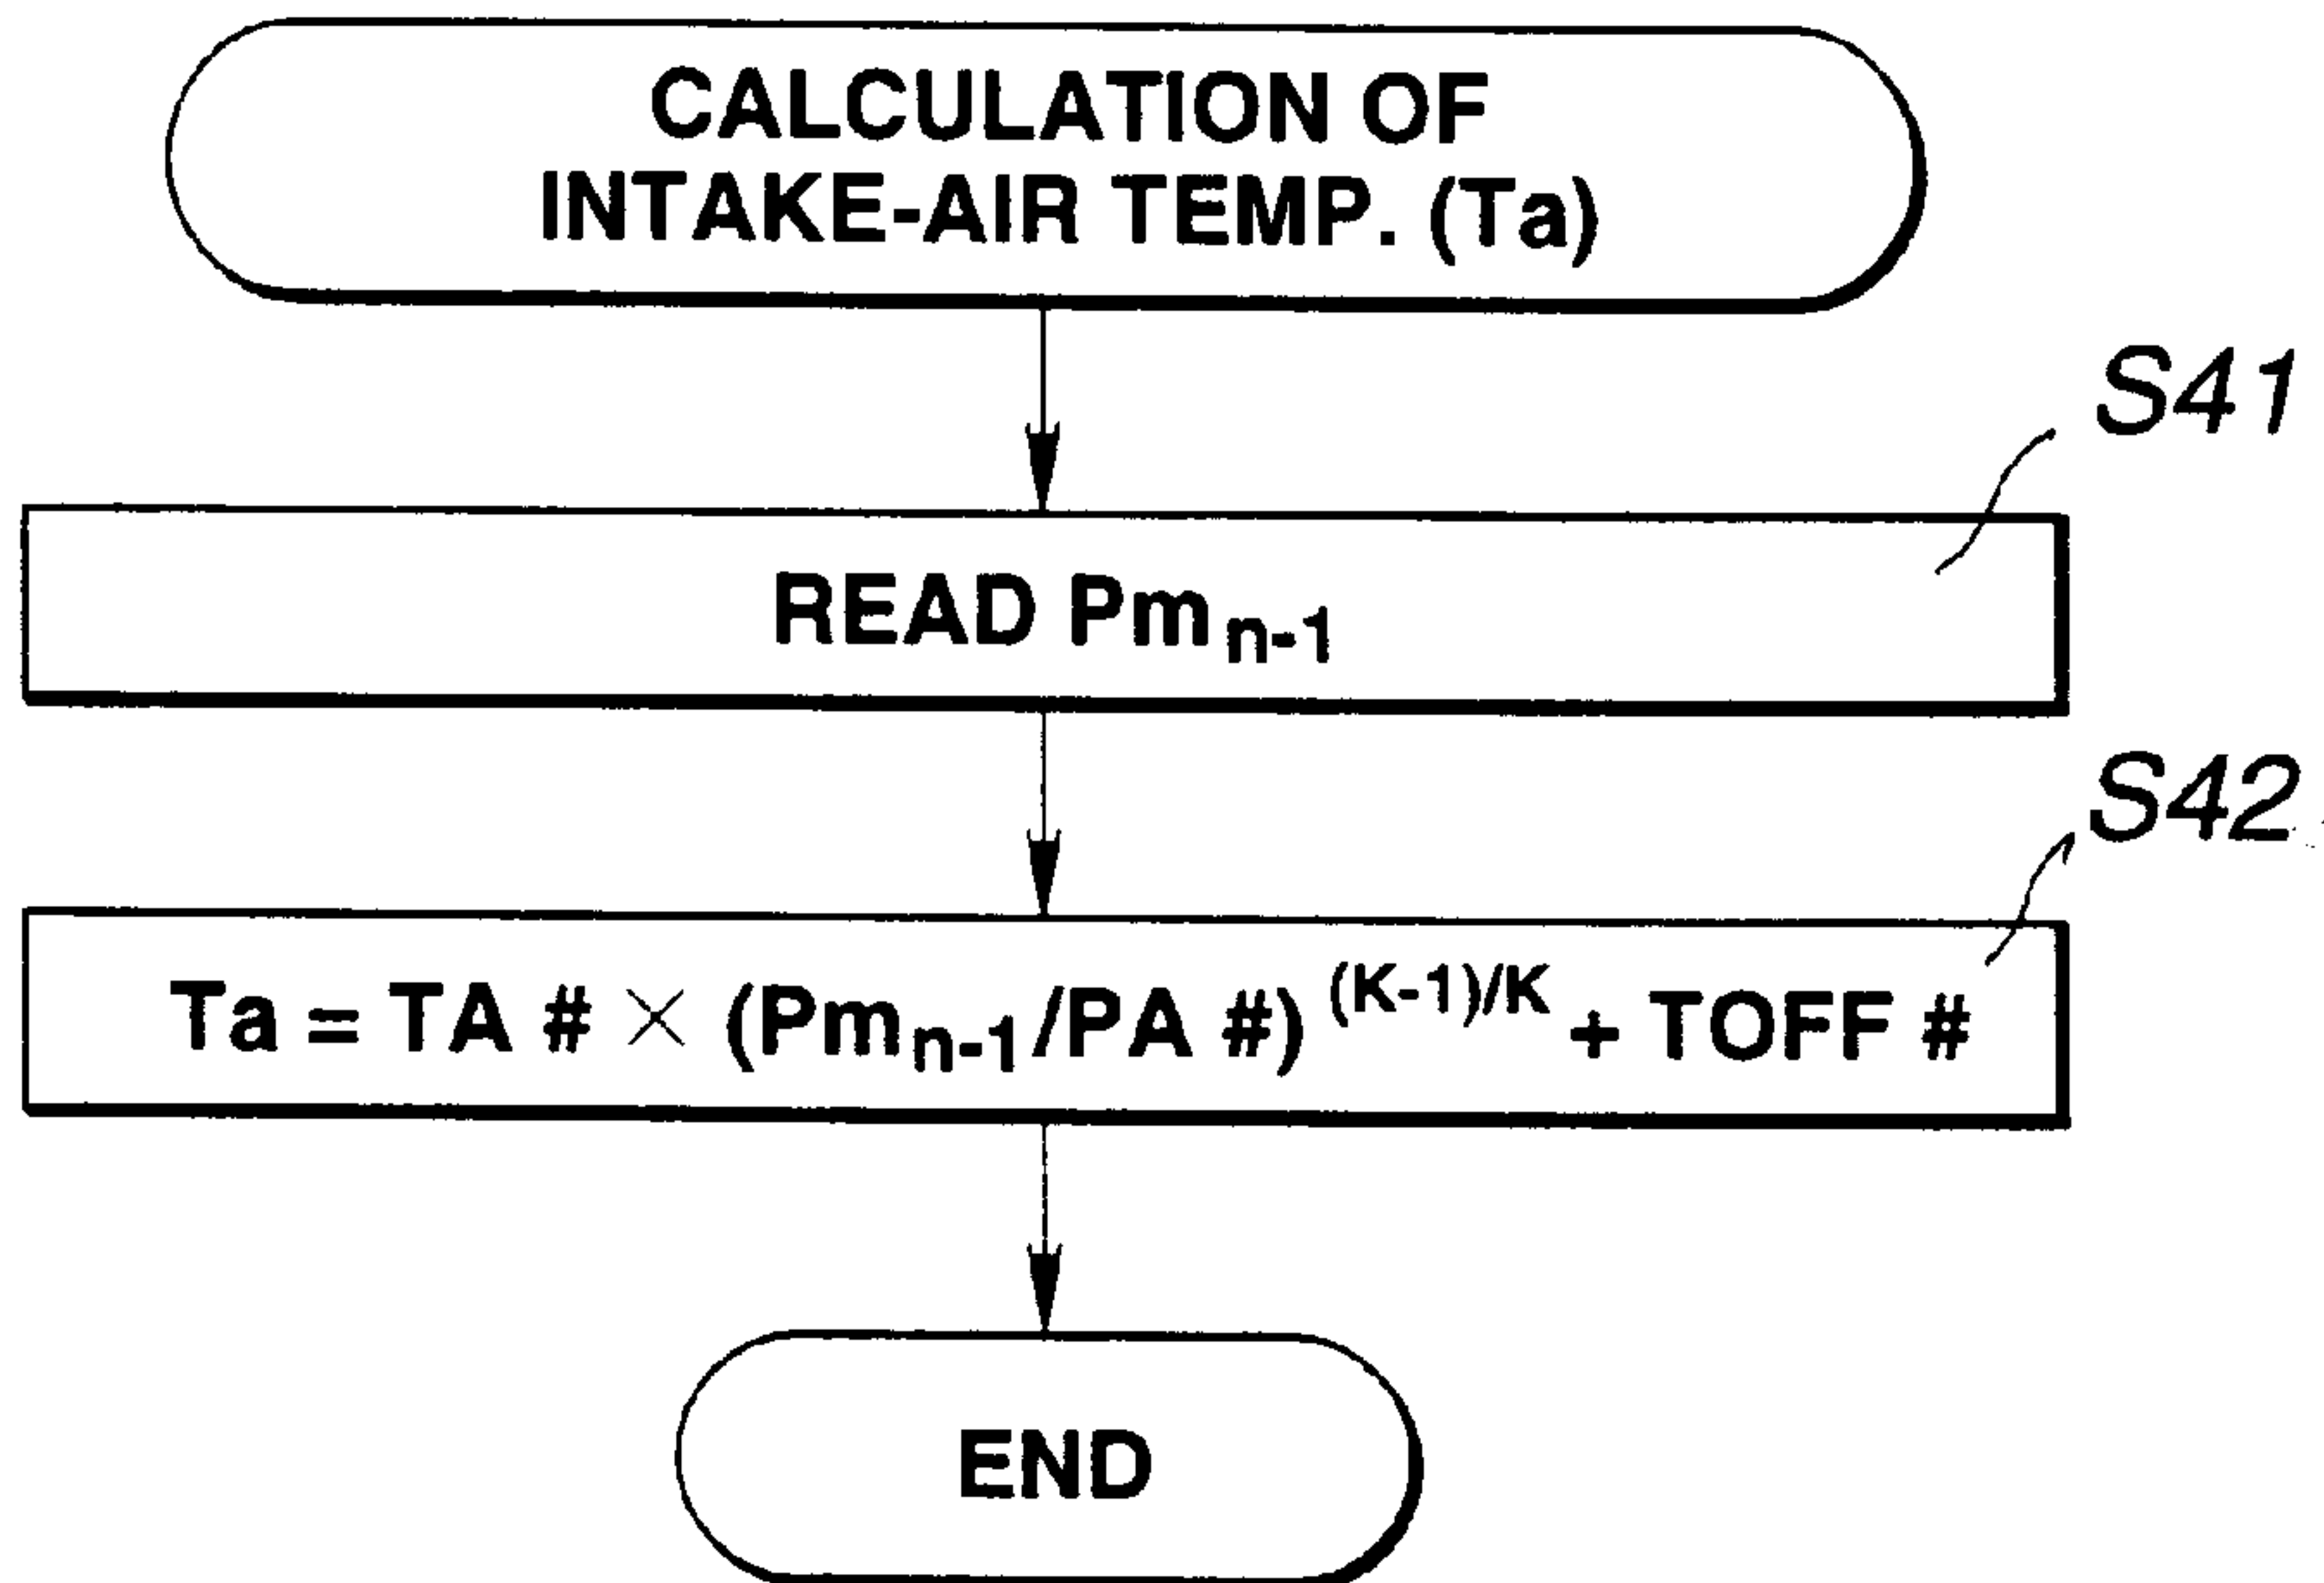 CALCULATION OF
INTAKE-AIR TEMP. (Ta)
S41
READ Pmn-1
S42
Ta = TA # × (Pmn-1/PA #)(K-1)/K + TOFF #
END